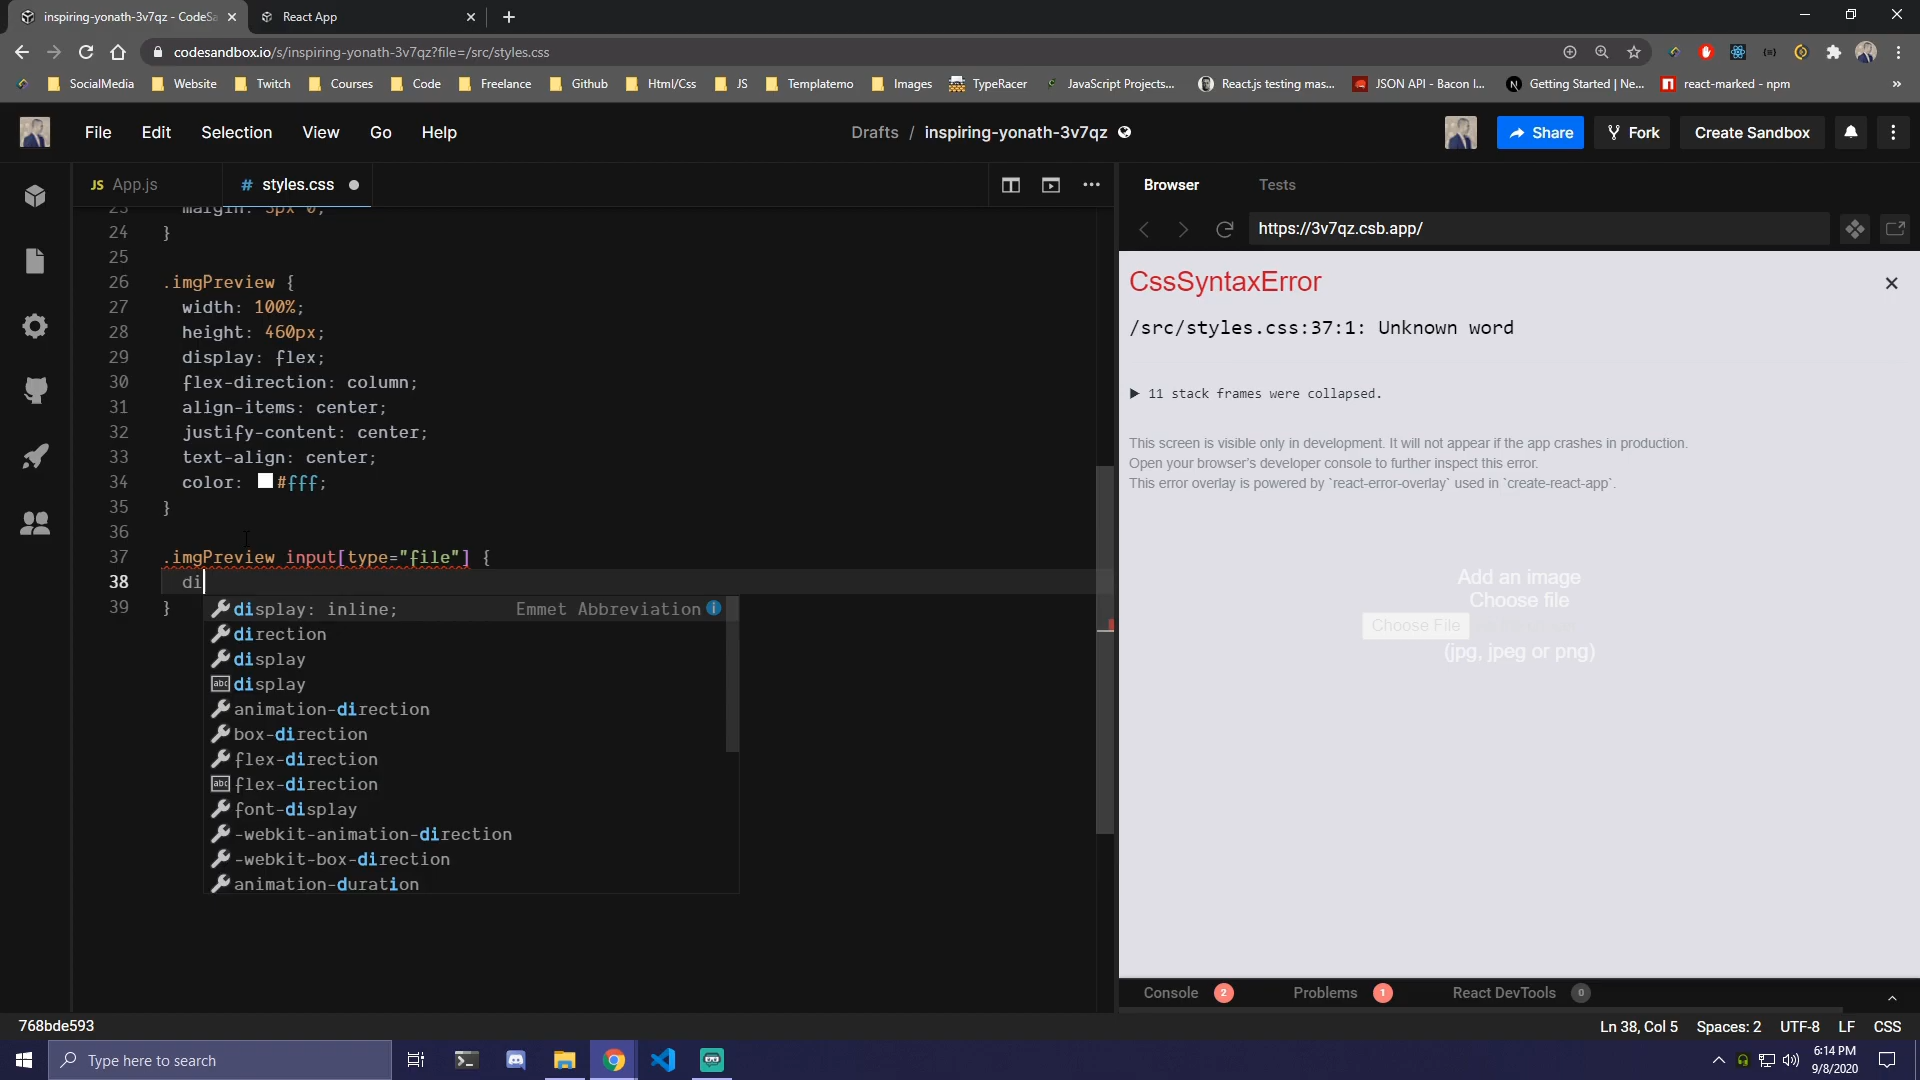 inspiring-yonath-3v7qz - CodeSa
React App
codesandbox.io/s/inspiring-yonath-3v7qz?file=/src/styles.css
SocialMedia
Website
Twitch
Courses
Code
Freelance
Github
Html/Css
JS
Templatemo
Images
TypeRacer
JavaScript Projects...
React.js testing mas...
JSON API - Bacon I...
Getting Started | Ne...
react-marked - npm
»
File Edit Selection View Go Help
Drafts / inspiring-yonath-3v7qz
Share
Fork
Create Sandbox
JS App.js
# styles.css
Browser
Tests
https://3v7qz.csb.app/
23 margin: 5px 0;
24 }
25
26 .imgPreview {
27 width: 100%;
28 height: 460px;
29 display: flex;
30 flex-direction: column;
31 align-items: center;
32 justify-content: center;
33 text-align: center;
34 color: #fff;
35 }
36
37 .imgPreview input[type="file"] {
38 di
39 }
display: inline; Emmet Abbreviation
direction
display
abc display
animation-direction
box-direction
flex-direction
abc flex-direction
font-display
-webkit-animation-direction
-webkit-box-direction
animation-duration
CssSyntaxError
/src/styles.css:37:1: Unknown word
▶ 11 stack frames were collapsed.
This screen is visible only in development. It will not appear if the app crashes in production.
Open your browser's developer console to further inspect this error.
This error overlay is powered by `react-error-overlay` used in `create-react-app`.
Add an image
Choose file
Choose File
(jpg, jpeg or png)
Console 2
Problems 1
React DevTools 0
768bde593
Ln 38, Col 5 Spaces: 2 UTF-8 LF CSS
Type here to search
6:14 PM
9/8/2020